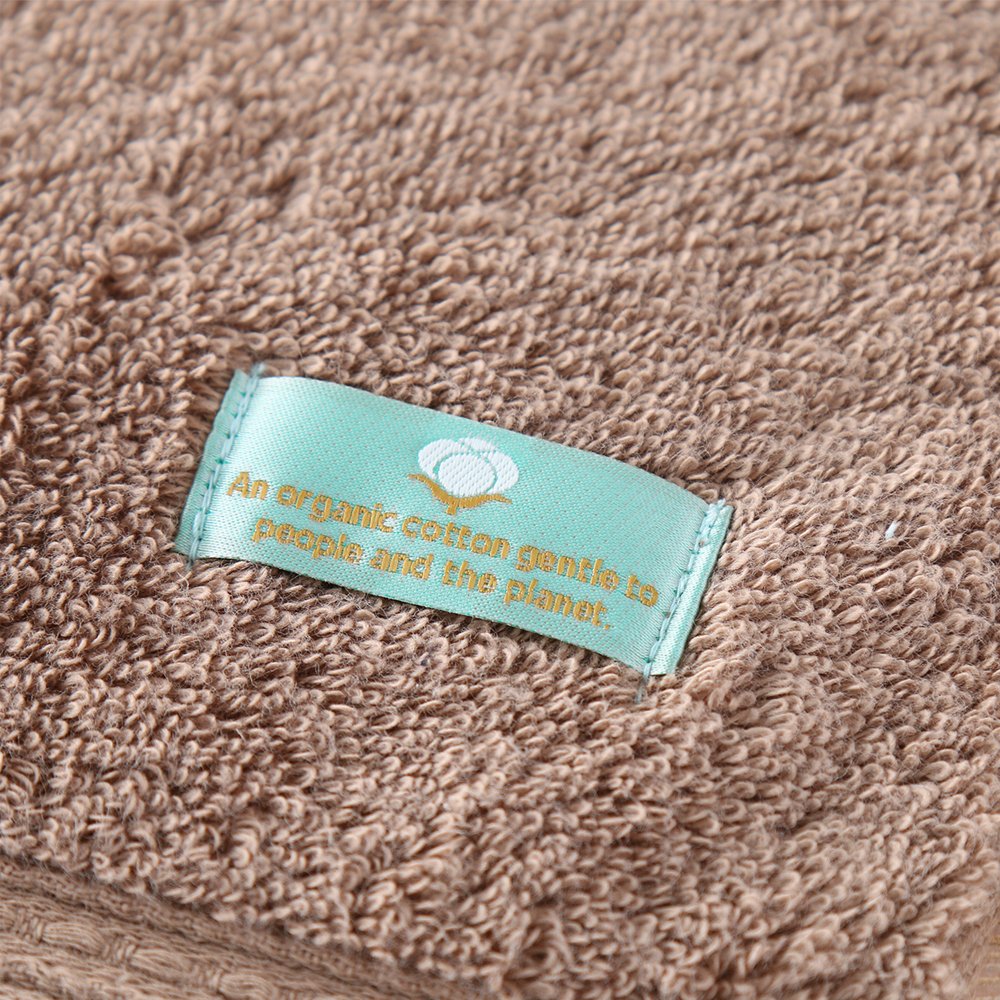 An organic cotton gentle to
people and the planet.